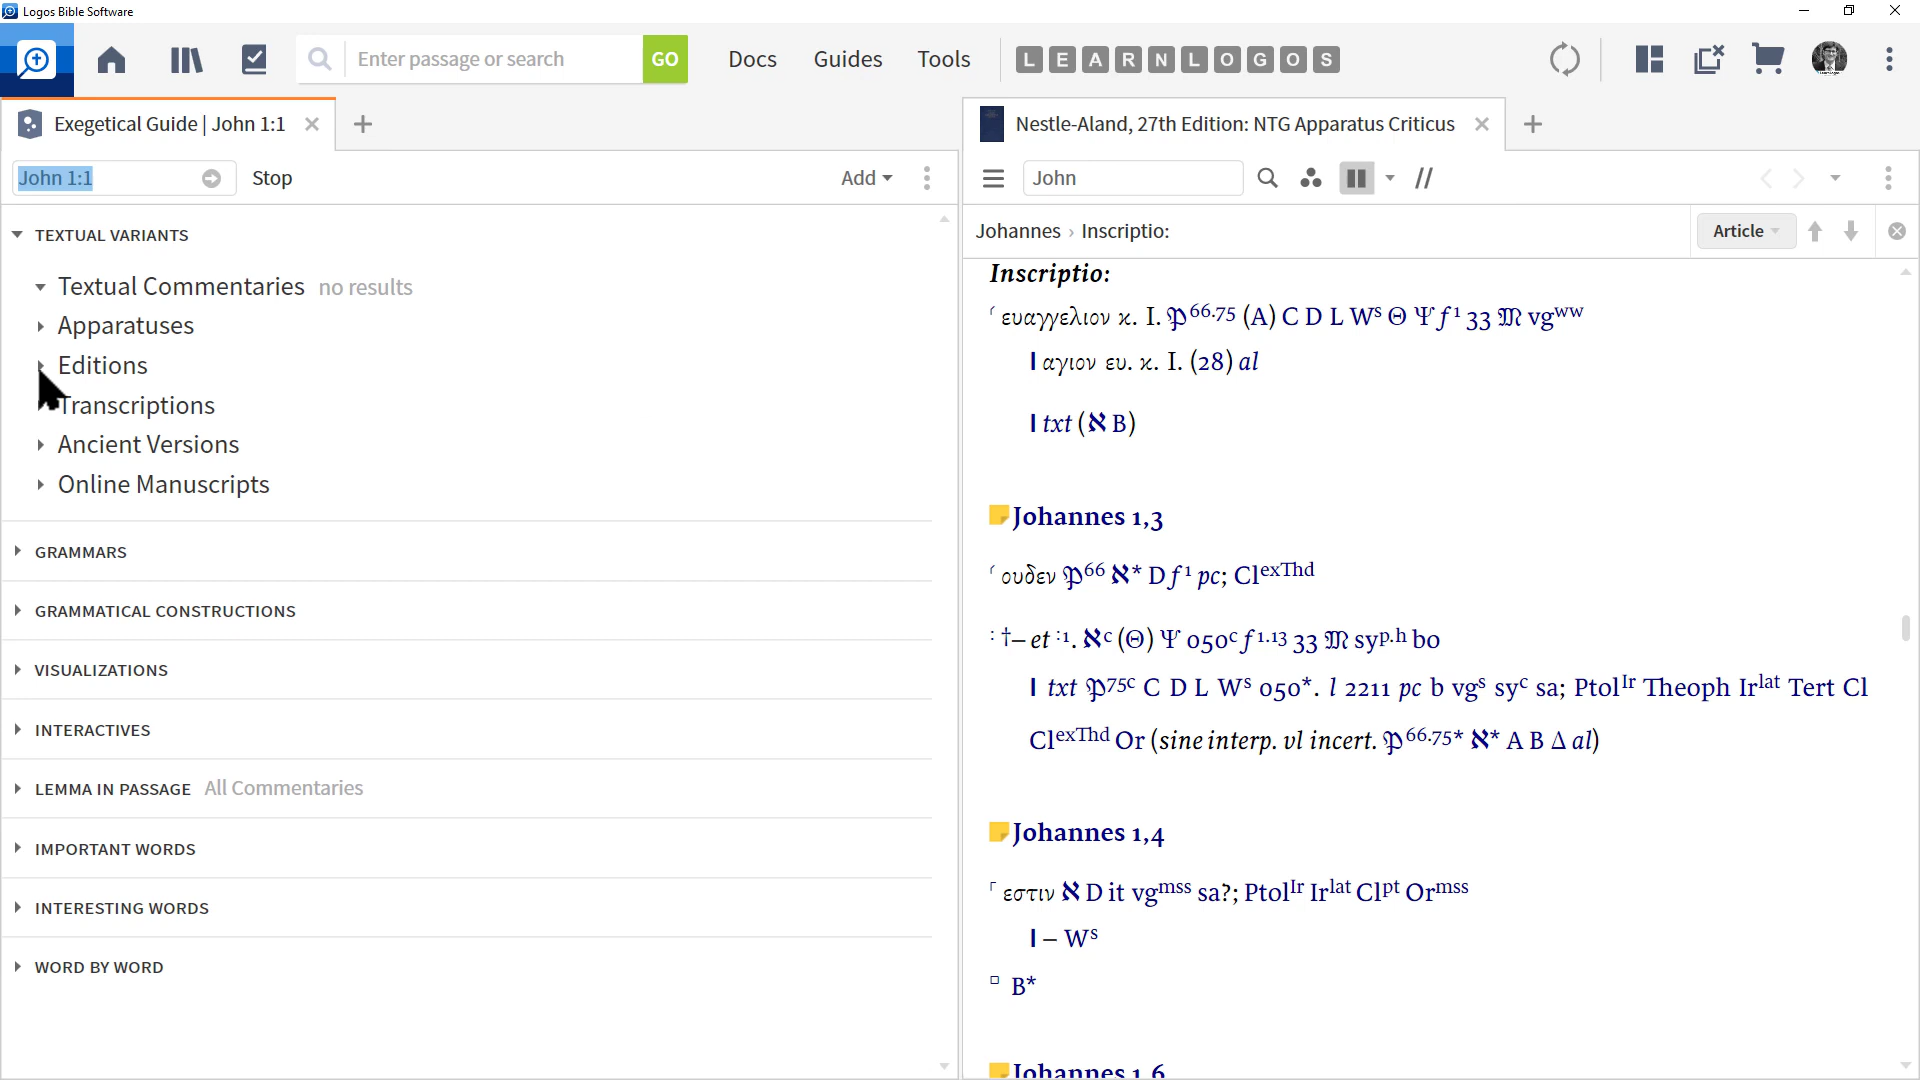 Logos Bible Software
Enter passage or search GO Docs Guides Tools L E A R N L O G O S
Exegetical Guide | John 1:1
John 1:1 Stop Add
TEXTUAL VARIANTS
Textual Commentaries no results
Apparatuses
Editions
Transcriptions
Ancient Versions
Online Manuscripts
GRAMMARS
GRAMMATICAL CONSTRUCTIONS
VISUALIZATIONS
INTERACTIVES
LEMMA IN PASSAGE All Commentaries
IMPORTANT WORDS
INTERESTING WORDS
WORD BY WORD
Nestle-Aland, 27th Edition: NTG Apparatus Criticus
John
Johannes › Inscriptio: Article
Inscriptio:
⸂ ευαγγελιον κ. Ι. 𝔓66.75 (A) C D L Ws Θ Ψ f1 33 𝔐 vgww
¦ αγιον ευ. κ. Ι. (28) al
¦ txt (ℵ B)
Johannes 1,3
⸂ ουδεν 𝔓66 ℵ* D f1 pc; ClexThd
: †– et :1. ℵc (Θ) Ψ 050c f1.13 33 𝔐 syp.h bo
¦ txt 𝔓75c C D L Ws 050*. l 2211 pc b vgs syc sa; PtolIr Theoph Irlat Tert Cl
ClexThd Or (sine interp. vl incert. 𝔓66.75* ℵ* A B Δ al)
Johannes 1,4
⸀ εστιν ℵ D it vgmss sa?; PtolIr Irlat Clpt Ormss
¦ – Ws
▫ B*
Johannes 1,6